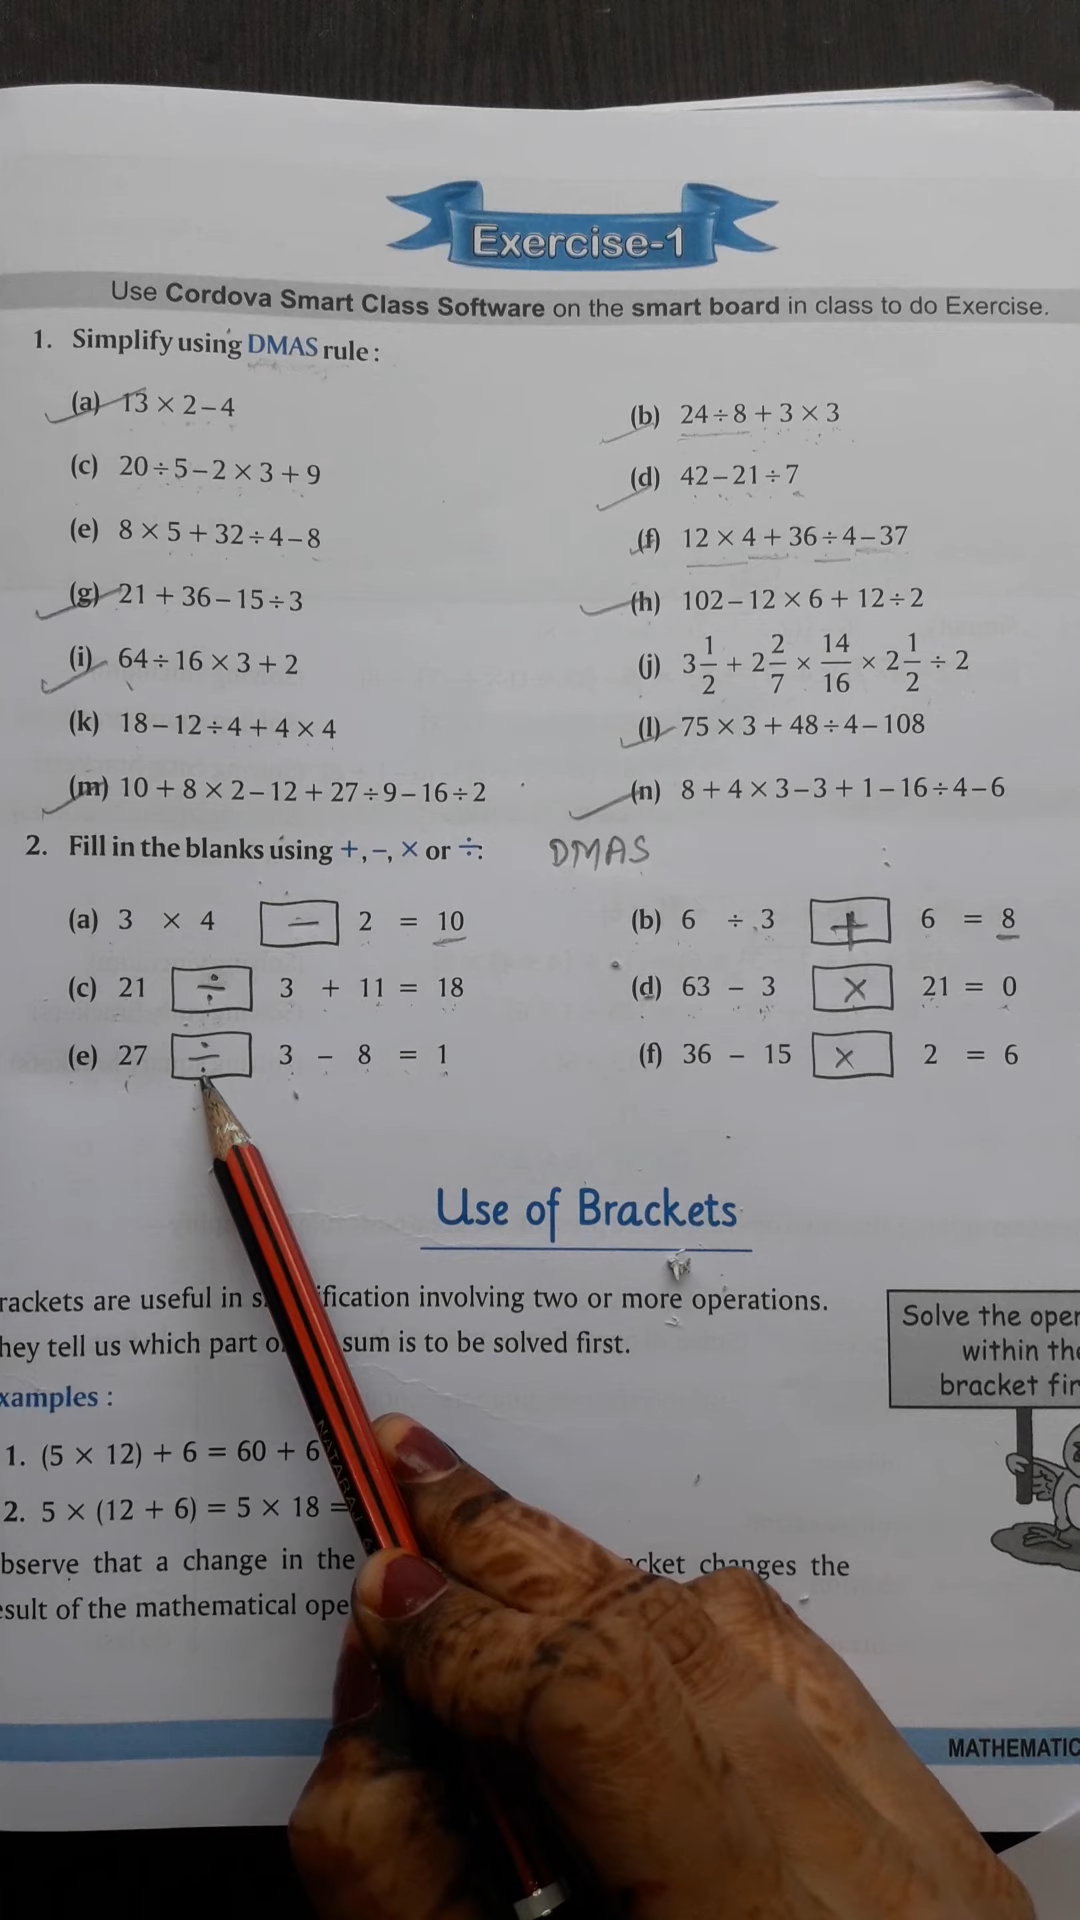 Exercise-1
Use Cordova Smart Class Software on the smart board in class to do Exercise.
1. Simplify using DMAS rule :
(a) 13 × 2 – 4
(b) 24 ÷ 8 + 3 × 3
(c) 20 ÷ 5 – 2 × 3 + 9
(d) 42 – 21 ÷ 7
(e) 8 × 5 + 32 ÷ 4 – 8
(f) 12 × 4 + 36 ÷ 4 – 37
(g) 21 + 36 – 15 ÷ 3
(h) 102 – 12 × 6 + 12 ÷ 2
(i) 64 ÷ 16 × 3 + 2
(j) 3 1/2 + 2 2/7 × 14/16 × 2 1/2 ÷ 2
(k) 18 – 12 ÷ 4 + 4 × 4
(l) 75 × 3 + 48 ÷ 4 – 108
(m) 10 + 8 × 2 – 12 + 27 ÷ 9 – 16 ÷ 2
(n) 8 + 4 × 3 – 3 + 1 – 16 ÷ 4 – 6
2. Fill in the blanks using +, –, × or ÷: DMAS
(a) 3 × 4 – 2 = 10
(b) 6 ÷ 3 + 6 = 8
(c) 21 ÷ 3 + 11 = 18
(d) 63 – 3 × 21 = 0
(e) 27 ÷ 3 – 8 = 1
(f) 36 – 15 × 2 = 6
Use of Brackets
rackets are useful in s ification involving two or more operations.
hey tell us which part o sum is to be solved first.
xamples :
1. (5 × 12) + 6 = 60 + 6
2. 5 × (12 + 6) = 5 × 18 =
bserve that a change in the cket changes the
esult of the mathematical ope
Solve the oper
within the
bracket fir
NATARAJ
MATHEMATIC